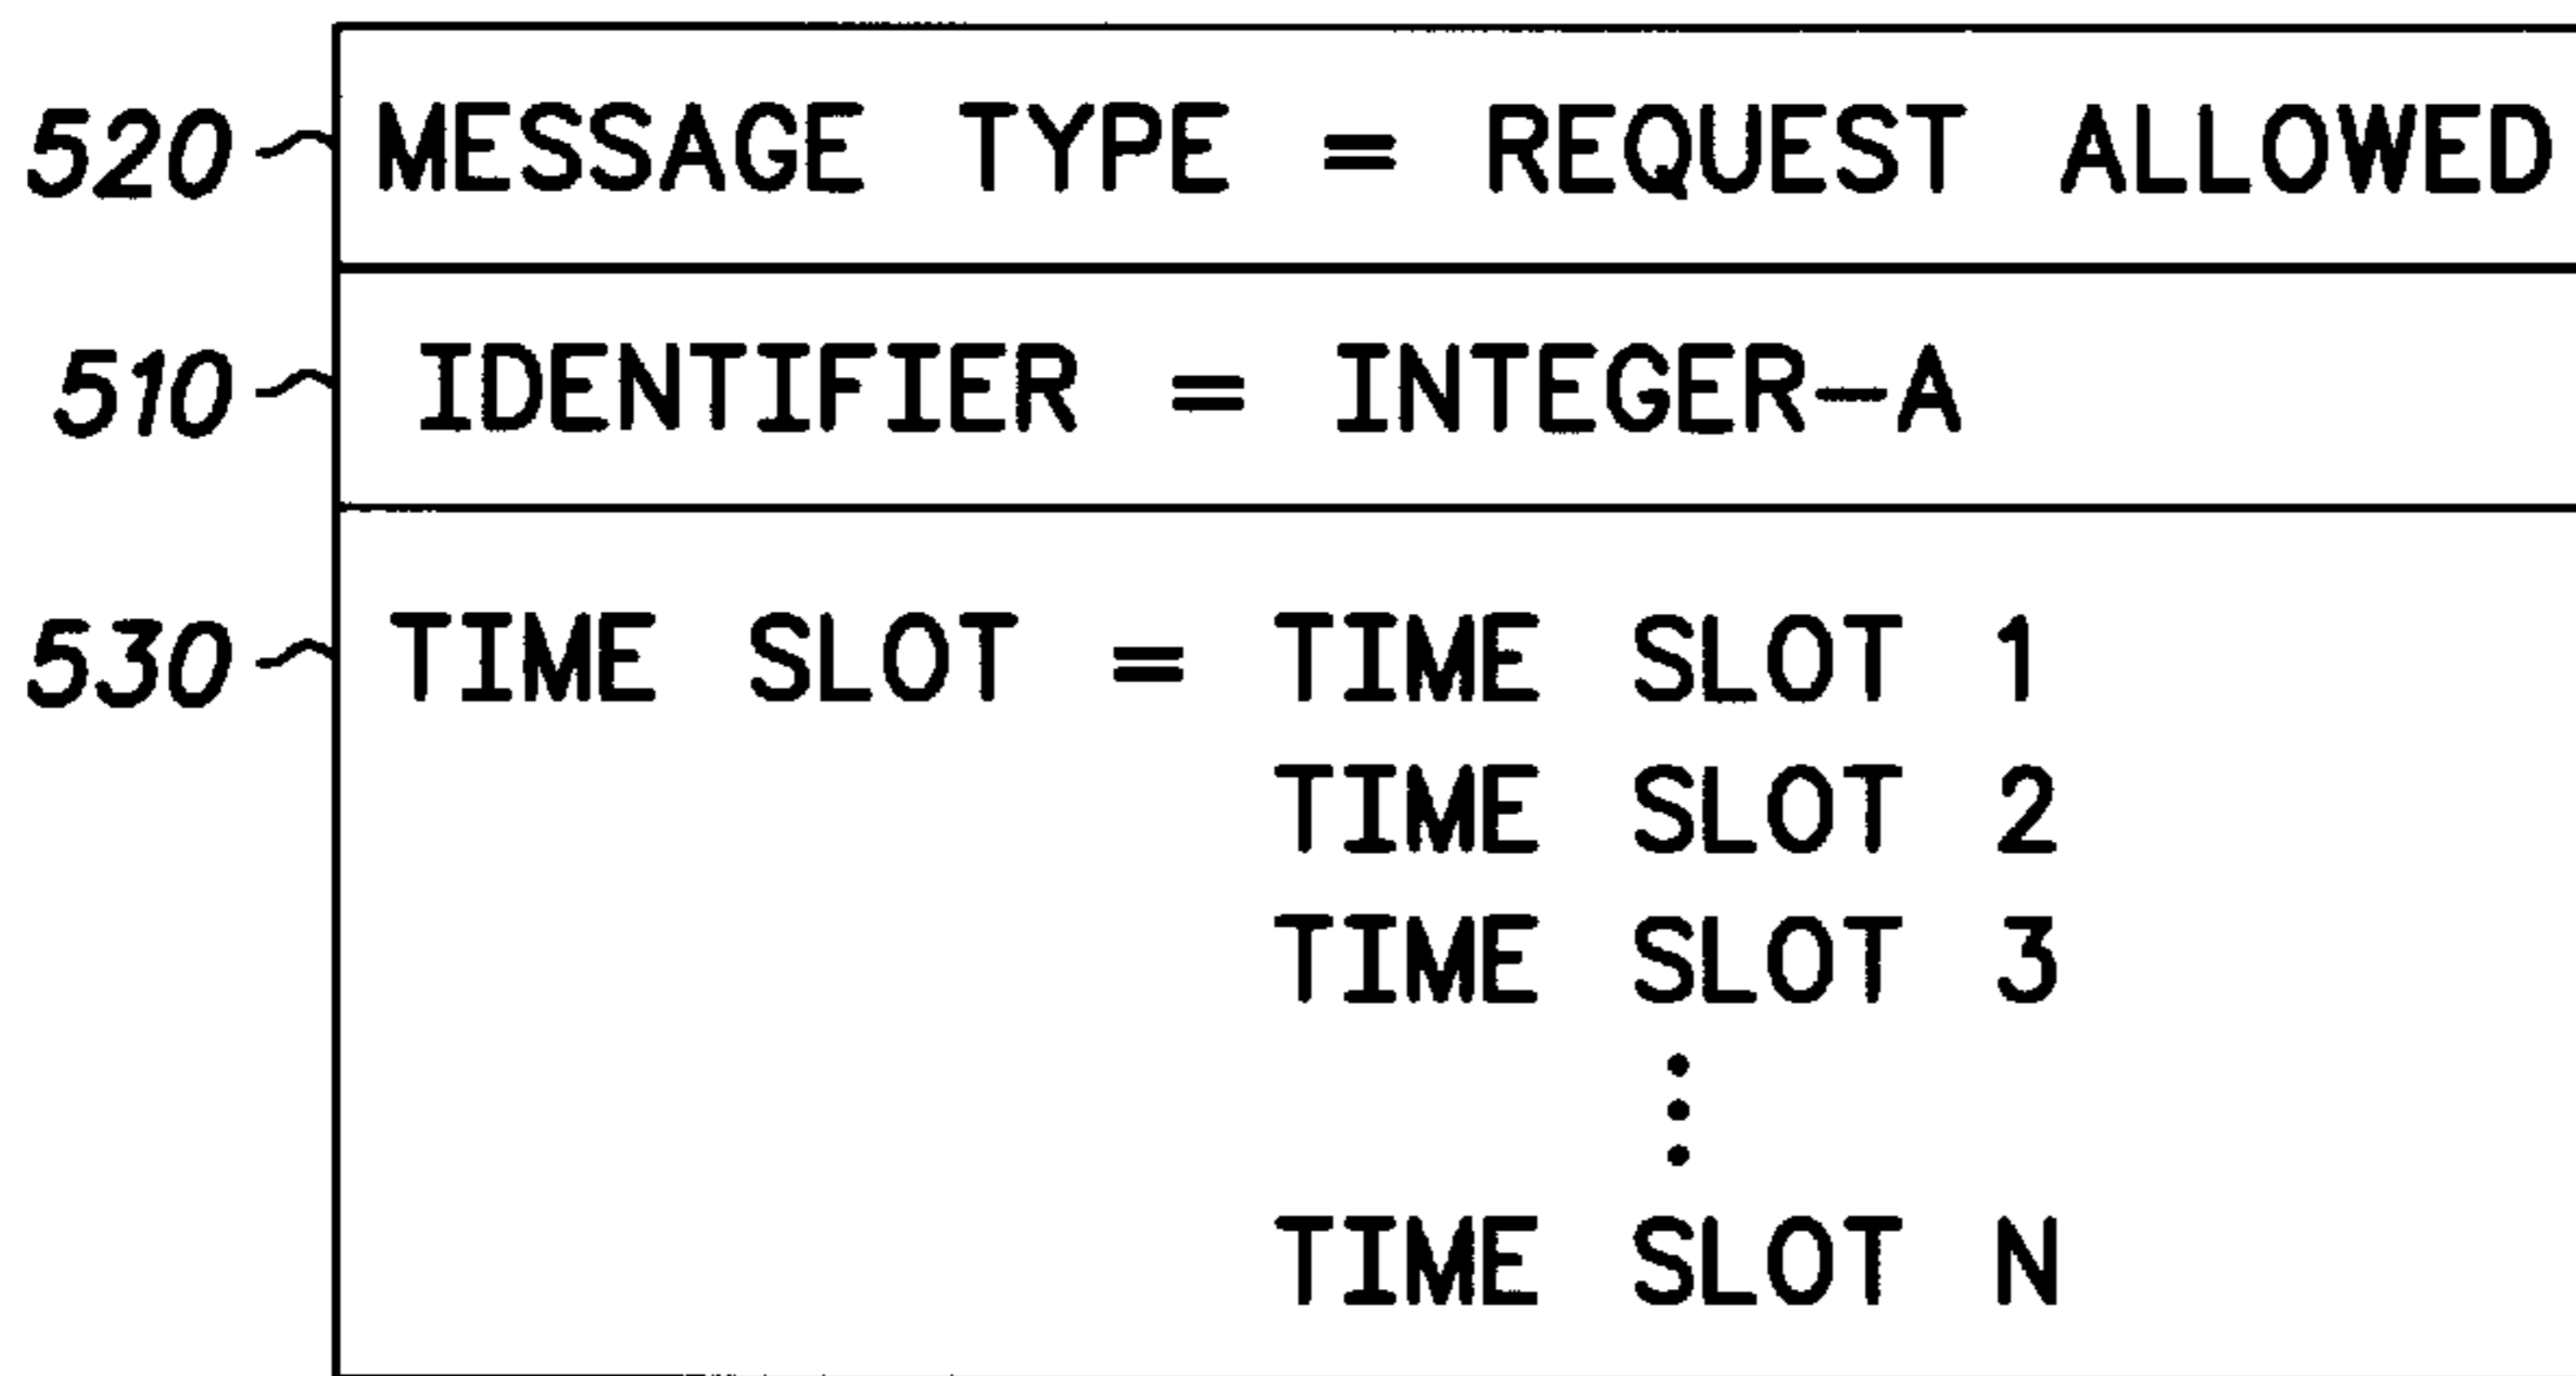 520 MESSAGE TYPE = REQUEST ALLOWED
510 IDENTIFIER = INTEGER-A
530 TIME SLOT = TIME SLOT 1
TIME SLOT 2
TIME SLOT 3
TIME SLOT N